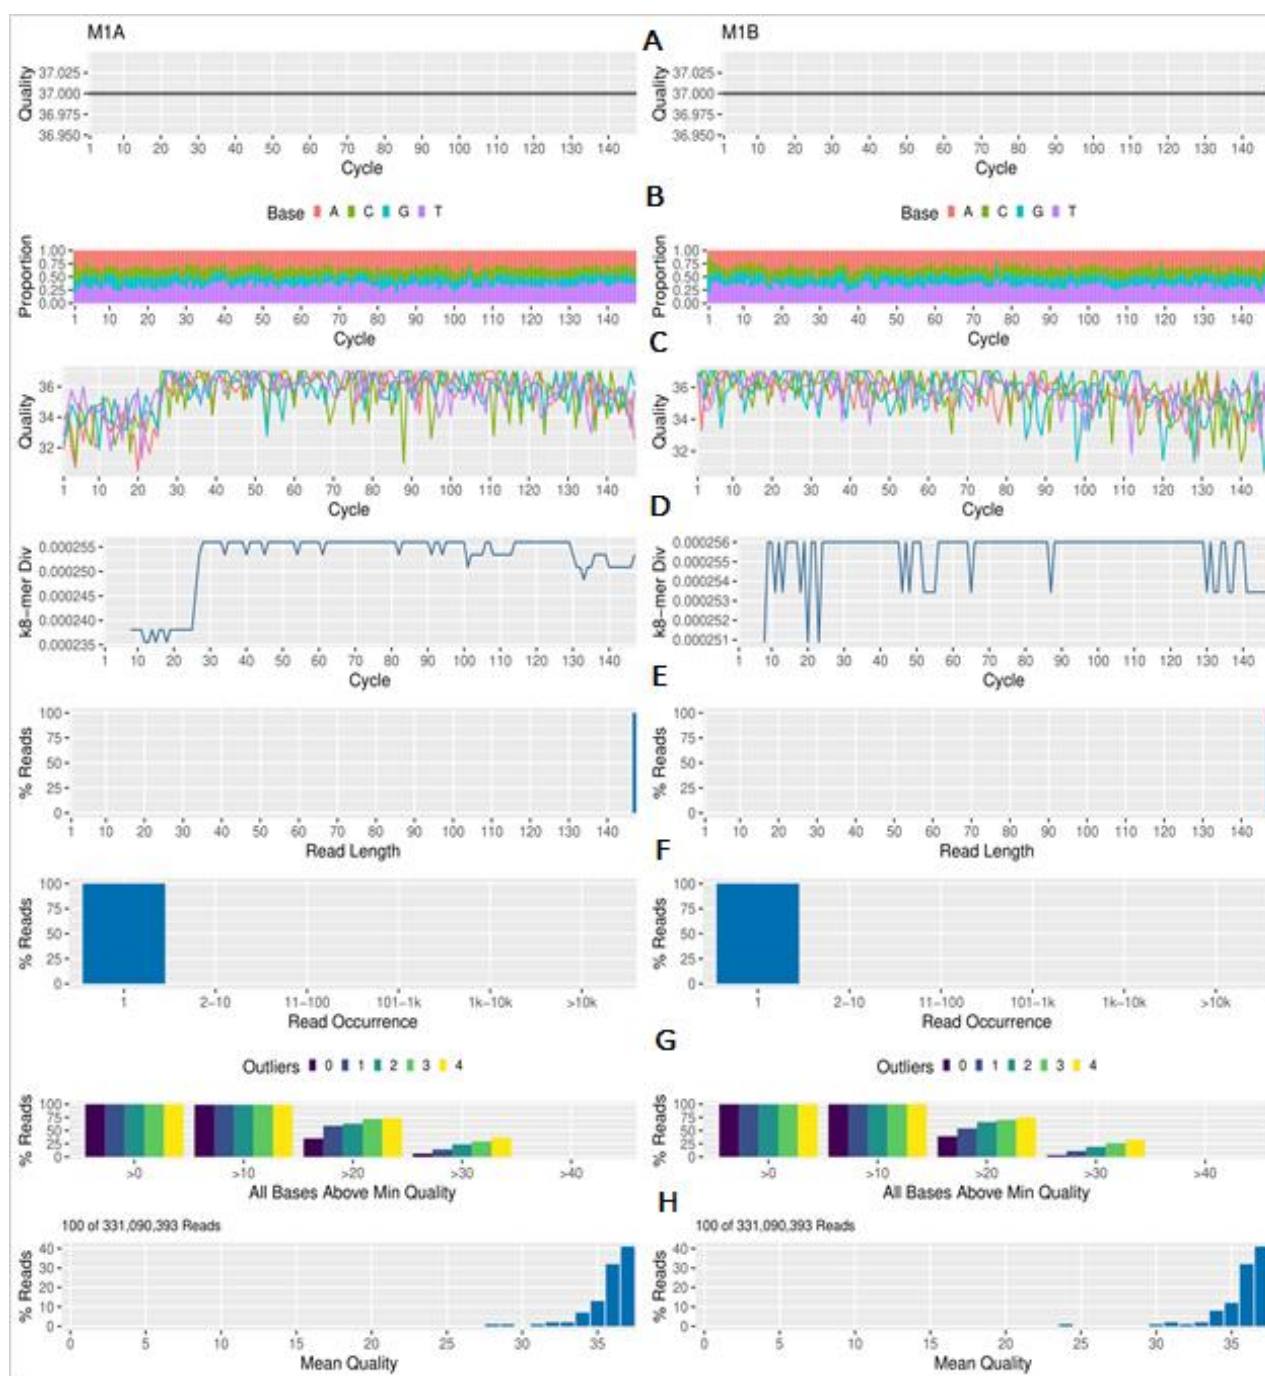 M1A
A
M1B
Quality
37.025
37.000
36.975
36.950
1 10 20 30 40 50 60 70 80 90 100 110 120 130 140
Cycle
Quality
37.025
37.000
36.975
36.950
1 10 20 30 40 50 60 70 80 90 100 110 120 130 140
Cycle
B
Base A C G T
Proportion
1.00
0.75
0.50
0.25
0.00
1 10 20 30 40 50 60 70 80 90 100 110 120 130 140
Cycle
Base A C G T
Proportion
1.00
0.75
0.50
0.25
0.00
1 10 20 30 40 50 60 70 80 90 100 110 120 130 140
Cycle
C
Quality
36
34
32
1 10 20 30 40 50 60 70 80 90 100 110 120 130 140
Cycle
Quality
36
34
32
1 10 20 30 40 50 60 70 80 90 100 110 120 130 140
Cycle
D
k8-mer Div
0.000255
0.000250
0.000245
0.000240
0.000235
1 10 20 30 40 50 60 70 80 90 100 110 120 130 140
Cycle
k8-mer Div
0.000256
0.000255
0.000254
0.000253
0.000252
0.000251
1 10 20 30 40 50 60 70 80 90 100 110 120 130 140
Cycle
E
% Reads
100
75
50
25
0
1 10 20 30 40 50 60 70 80 90 100 110 120 130 140
Read Length
% Reads
100
75
50
25
0
1 10 20 30 40 50 60 70 80 90 100 110 120 130 140
Read Length
F
% Reads
100
75
50
25
0
1 2-10 11-100 101-1k 1k-10k >10k
Read Occurrence
% Reads
100
75
50
25
0
1 2-10 11-100 101-1k 1k-10k >10k
Read Occurrence
G
Outliers 0 1 2 3 4
% Reads
100
75
50
25
0
>0 >10 >20 >30 >40
All Bases Above Min Quality
Outliers 0 1 2 3 4
% Reads
100
75
50
25
0
>0 >10 >20 >30 >40
All Bases Above Min Quality
H
100 of 331,090,393 Reads
% Reads
40
30
20
10
0
0 5 10 15 20 25 30 35
Mean Quality
100 of 331,090,393 Reads
% Reads
40
30
20
10
0
0 5 10 15 20 25 30 35
Mean Quality